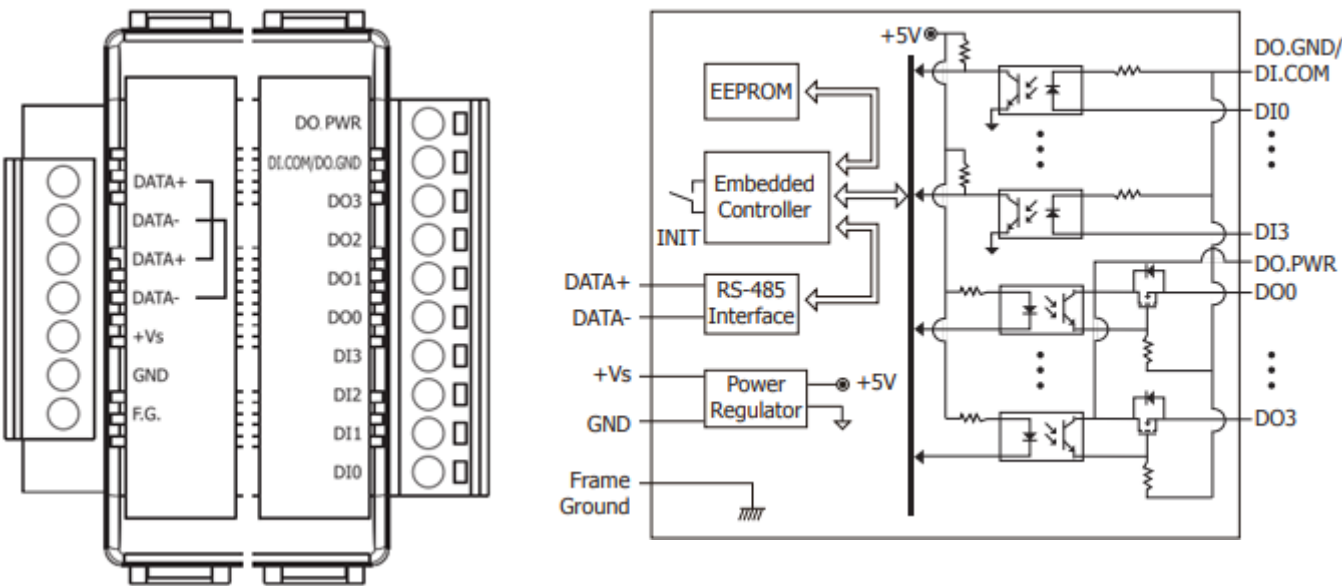 DATA+
DATA-
DATA+
DATA-
+Vs
GND
F.G.
DO.PWR
DI.COM/DO.GND
DO3
DO2
DO1
DO0
DI3
DI2
DI1
DI0
+5V
EEPROM
Embedded
Controller
INIT
DATA+
DATA-
RS-485
Interface
+Vs
GND
Power
Regulator
+5V
Frame
Ground
DO.GND/
DI.COM
DI0
DI3
DO.PWR
DO0
DO3